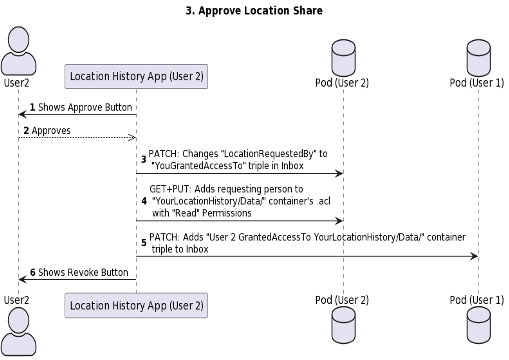 3. Approve Location Share
User2
Location History App (User 2)
Pod (User 2)
Pod (User 1)
1 Shows Approve Button
2 Approves
3 PATCH: Changes "LocationRequestedBy" to
"YouGrantedAccessTo" triple in Inbox
GET+PUT: Adds requesting person to
4 "YourLocationHistory/Data/" container's .acl
with "Read" Permissions
5 PATCH: Adds "User 2 GrantedAccessTo YourLocationHistory/Data/" container
triple to Inbox
6 Shows Revoke Button
User2
Location History App (User 2)
Pod (User 2)
Pod (User 1)